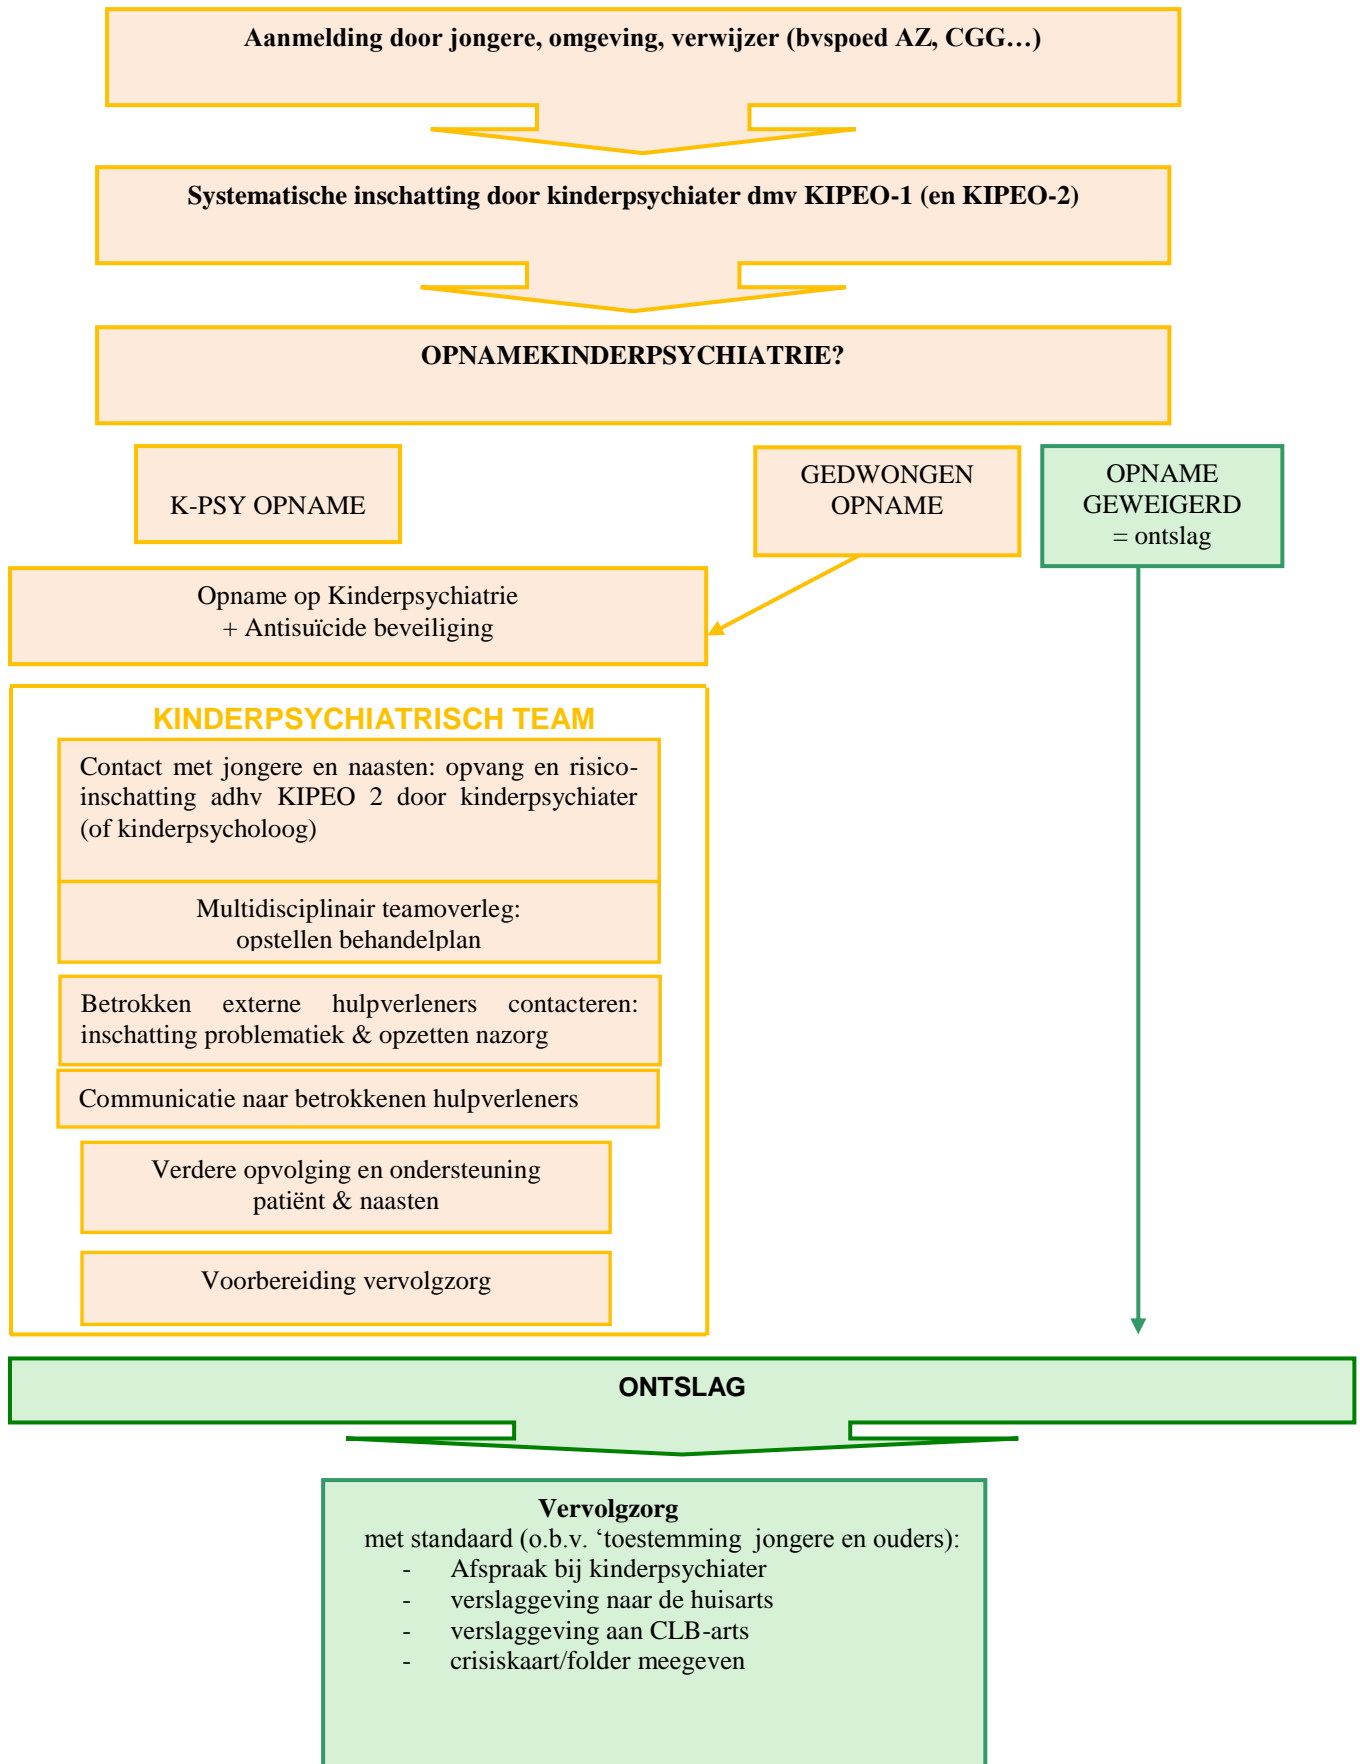 Aanmelding door jongere, omgeving, verwijzer (bvspoed AZ, CGG…)
Systematische inschatting door kinderpsychiater dmv KIPEO-1 (en KIPEO-2)
OPNAMEKINDERPSYCHIATRIE?
K-PSY OPNAME
GEDWONGEN
OPNAME
OPNAME
GEWEIGERD
= ontslag
Opname op Kinderpsychiatrie
+ Antisuïcide beveiliging
KINDERPSYCHIATRISCH TEAM
Contact met jongere en naasten: opvang en risico-
inschatting adhv KIPEO 2 door kinderpsychiater
(of kinderpsycholoog)
Multidisciplinair teamoverleg:
opstellen behandelplan
Betrokken externe hulpverleners contacteren:
inschatting problematiek & opzetten nazorg
Communicatie naar betrokkenen hulpverleners
Verdere opvolging en ondersteuning
patiënt & naasten
Voorbereiding vervolgzorg
ONTSLAG
Vervolgzorg
met standaard (o.b.v. ‘toestemming jongere en ouders):
- Afspraak bij kinderpsychiater
- verslaggeving naar de huisarts
- verslaggeving aan CLB-arts
- crisiskaart/folder meegeven